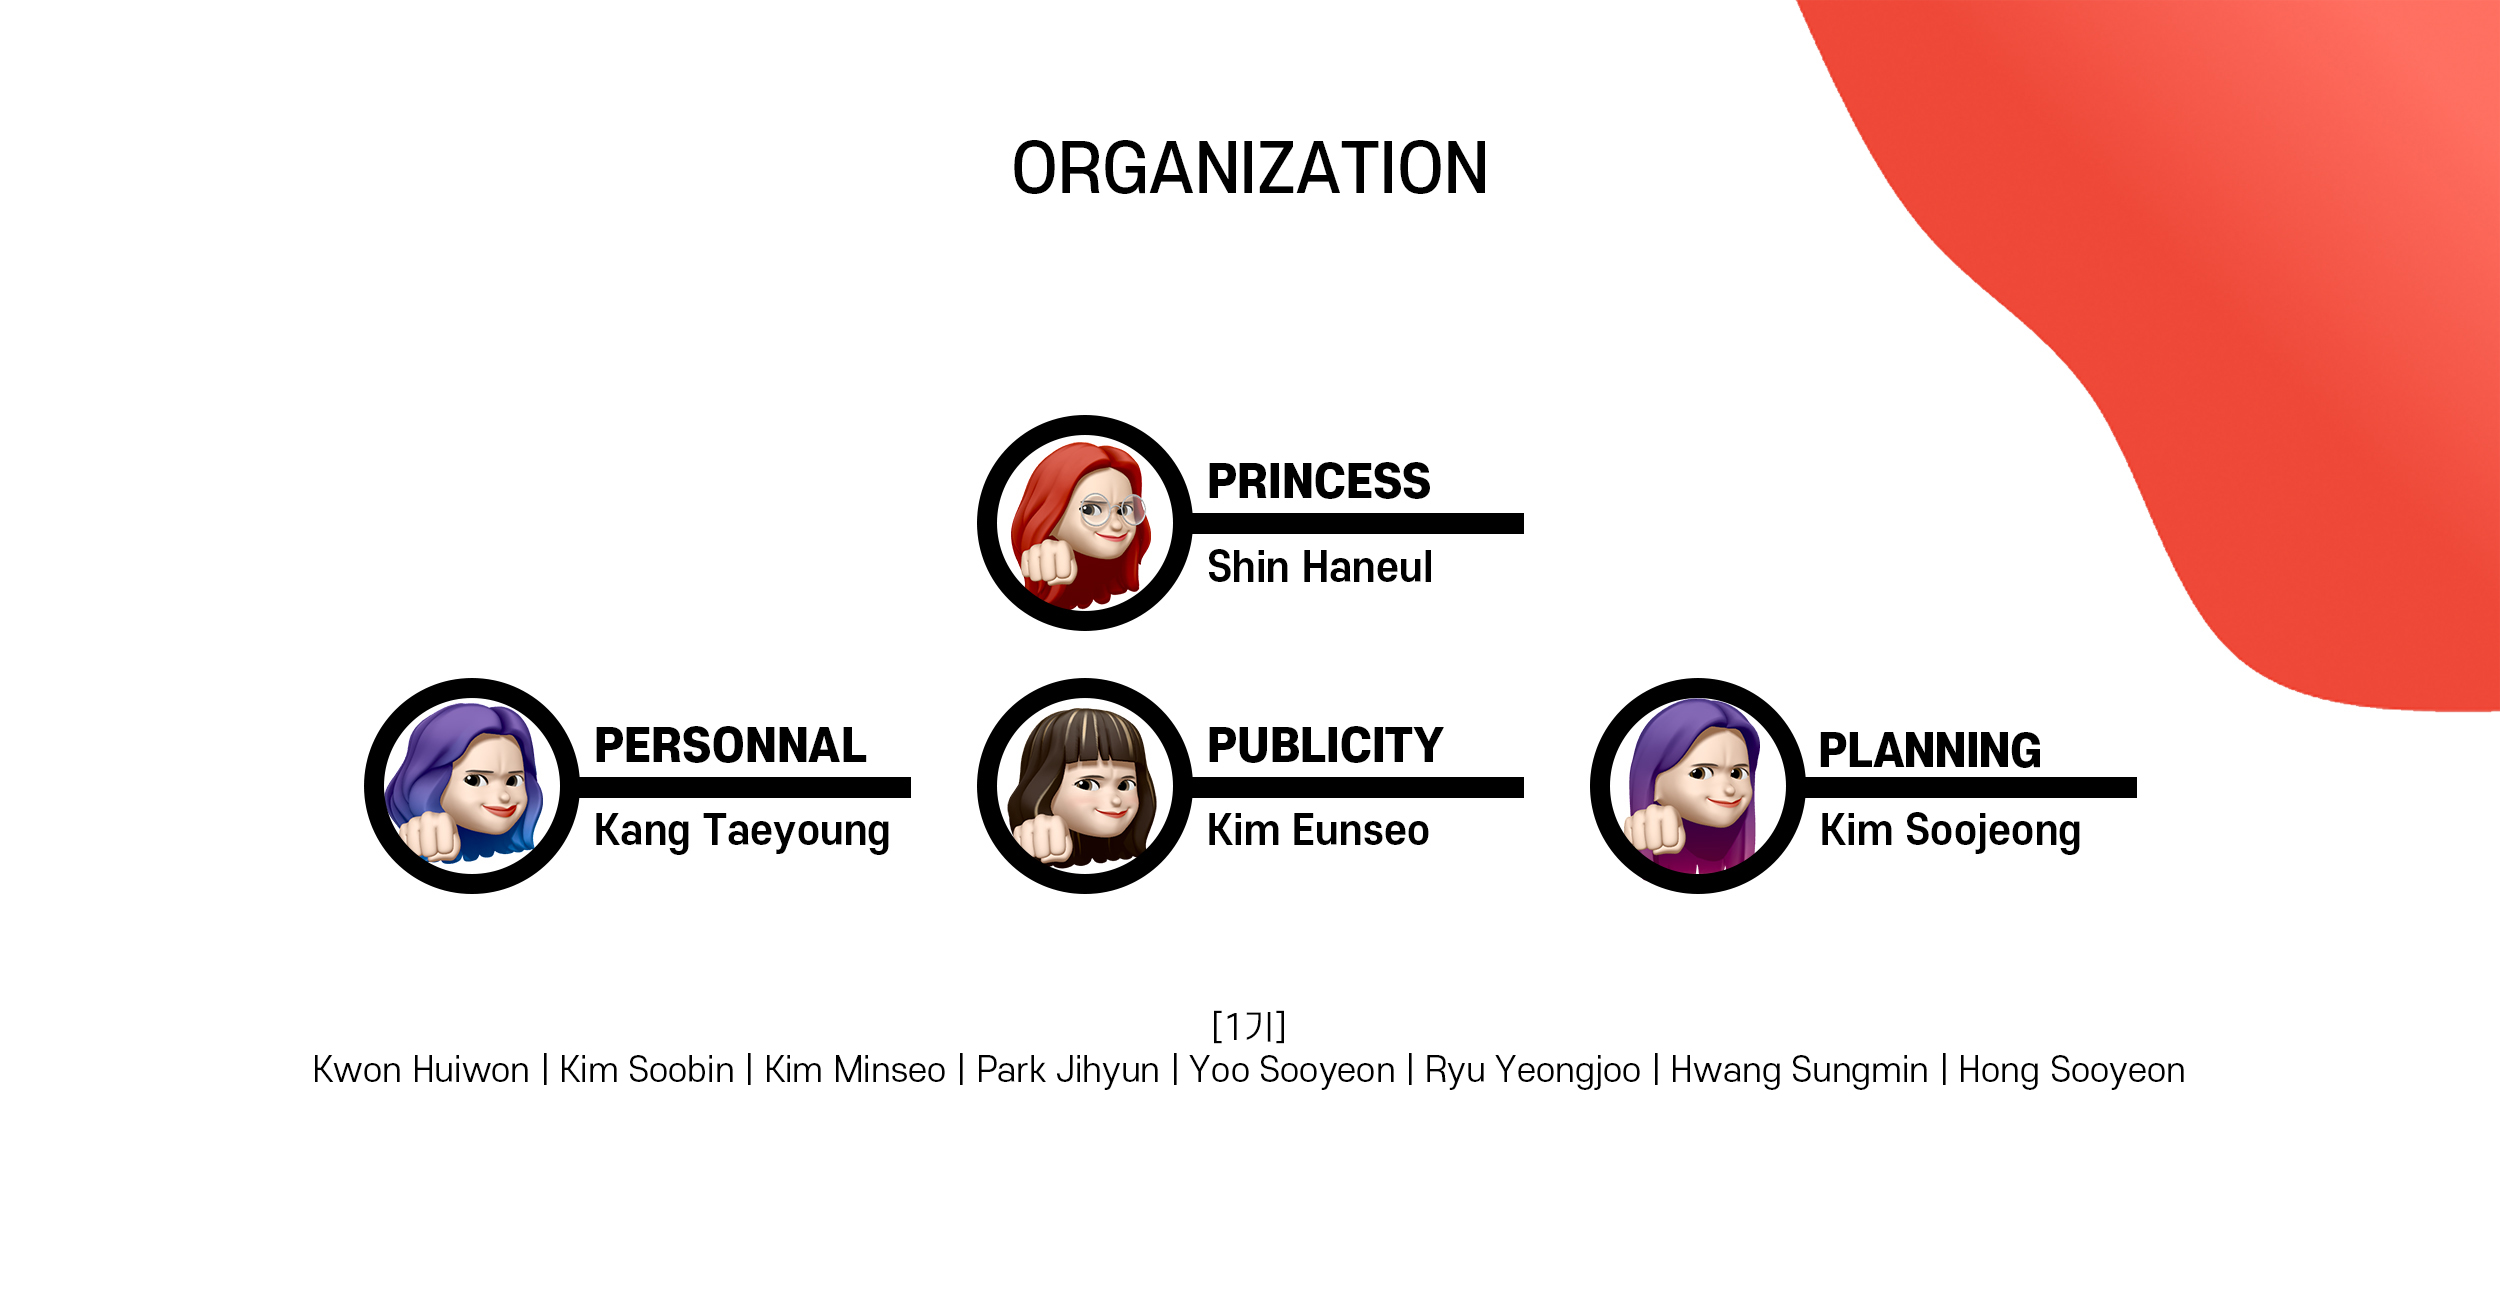 ORGANIZATION
PRINCESS
Shin Haneul
PERSONNAL
Kang Taeyoung
PUBLICITY
Kim Eunseo
PLANNING
Kim Soojeong
[1기]
Kwon Huiwon | Kim Soobin | Kim Minseo | Park Jihyun | Yoo Sooyeon | Ryu Yeongjoo | Hwang Sungmin | Hong Sooyeon